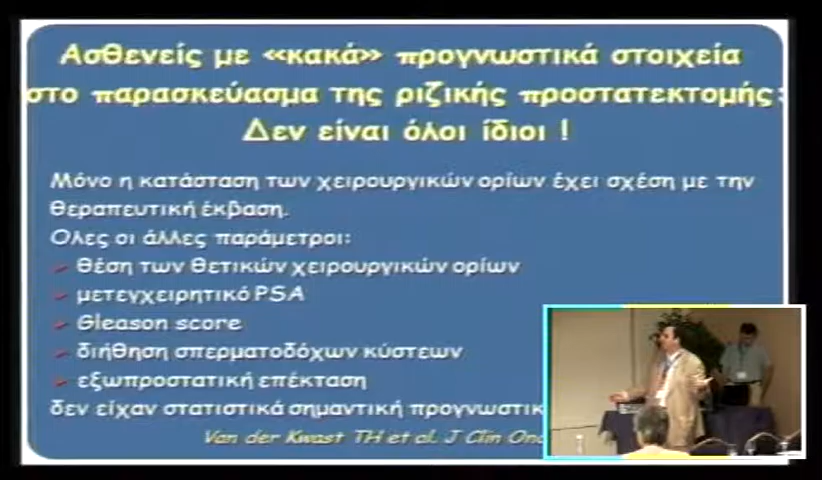 Ασθενείς με «κακά» προγνωστικά στοιχεία
στο παρασκεύασμα της ριζικής προστατεκτομής:
Δεν είναι όλοι ίδιοι !
Μόνο η κατάσταση των χειρουργικών ορίων έχει σχέση με την
θεραπευτική έκβαση.
Ολες οι άλλες παράμετροι:
θέση των θετικών χειρουργικών ορίων
μετεγχειρητικό PSA
Gleason score
διήθηση σπερματοδόχων κύστεων
εξωπροστατική επέκταση
δεν είχαν στατιστικά σημαντική
Van der Kwast TH et al. J Clin